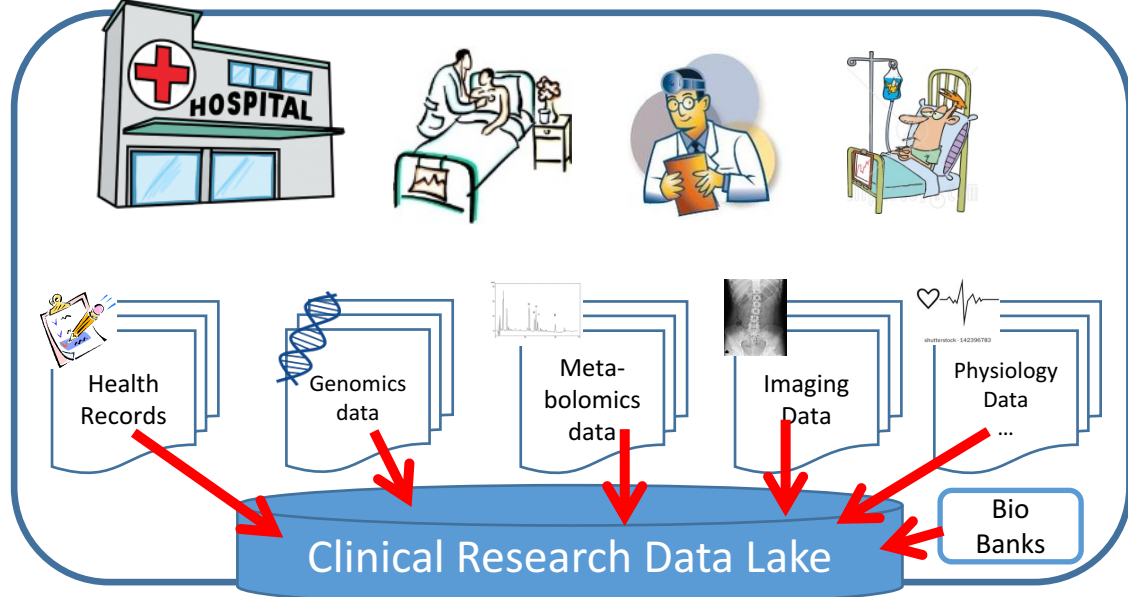 HOSPITAL
shutterstock · 142396783
Health
Records
Genomics
data
Meta-
bolomics
data
Imaging
Data
Physiology
Data
...
Bio
Banks
Clinical Research Data Lake